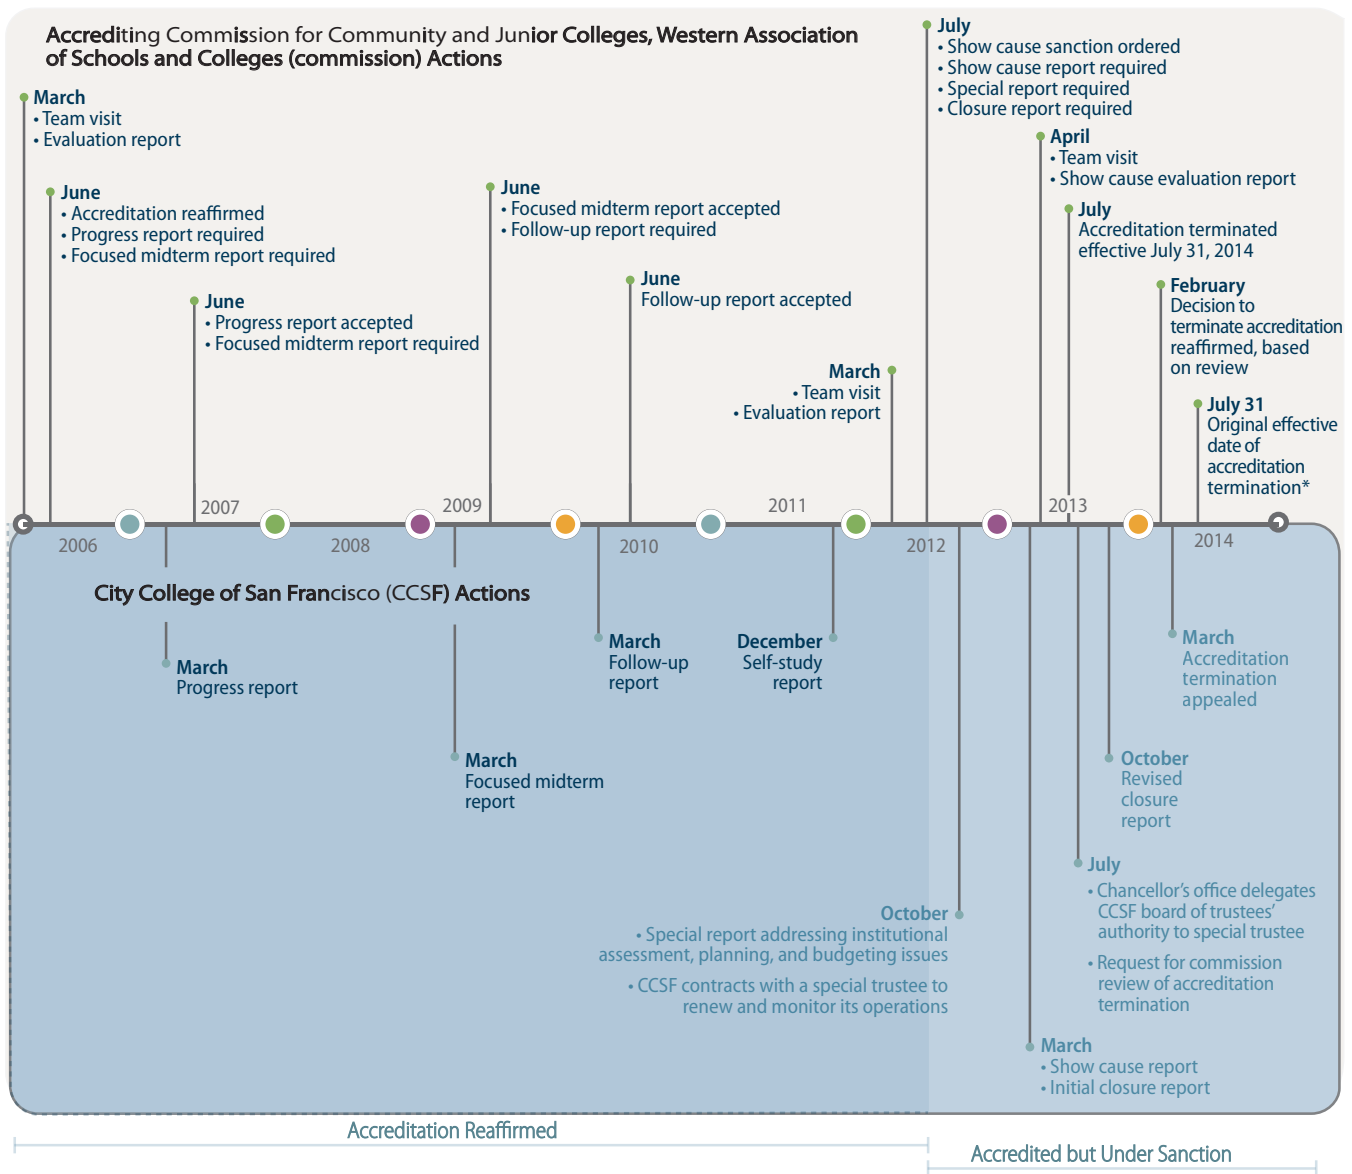 Accrediting Commission for Community and Junior Colleges, Western Association
of Schools and Colleges (commission) Actions
March
• Team visit
• Evaluation report
June
• Accreditation reaffirmed
• Progress report required
• Focused midterm report required
June
• Progress report accepted
• Focused midterm report required
June
• Focused midterm report accepted
• Follow-up report required
June
Follow-up report accepted
March
• Team visit
• Evaluation report
July
• Show cause sanction ordered
• Show cause report required
• Special report required
• Closure report required
April
• Team visit
• Show cause evaluation report
July
Accreditation terminated
effective July 31, 2014
February
Decision to
terminate accreditation
reaffirmed, based
on review
July 31
Original effective
date of
accreditation
termination*
2006
2007
2008
2009
2010
2011
2012
2013
2014
City College of San Francisco (CCSF) Actions
March
Progress report
March
Focused midterm
report
March
Follow-up
report
December
Self-study
report
October
• Special report addressing institutional
assessment, planning, and budgeting issues
• CCSF contracts with a special trustee to
renew and monitor its operations
March
• Show cause report
• Initial closure report
July
• Chancellor's office delegates
CCSF board of trustees'
authority to special trustee
• Request for commission
review of accreditation
termination
October
Revised
closure
report
March
Accreditation
termination
appealed
Accreditation Reaffirmed
Accredited but Under Sanction